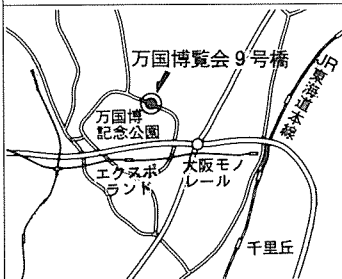 万国博覧会9号橋
万国博
記念公園
エクスポ
ランド
大阪モノ
レール
JR東海道本線
千里丘